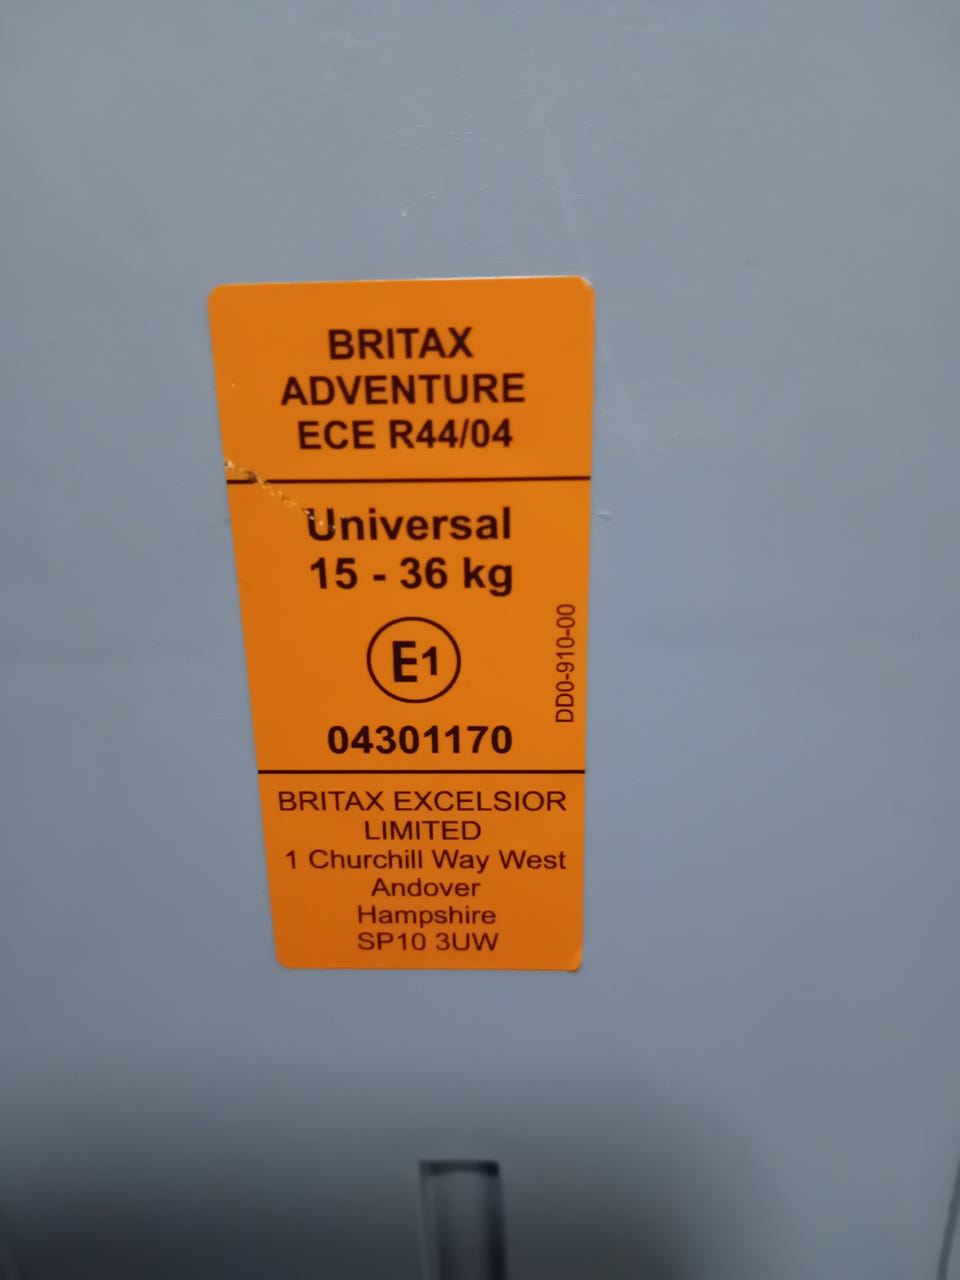 BRITAX
ADVENTURE
ECE R44/04
Universal
15 - 36 kg
E1
04301170
DD0-910-00
BRITAX EXCELSIOR
LIMITED
1 Churchill Way West
Andover
Hampshire
SP10 3UW